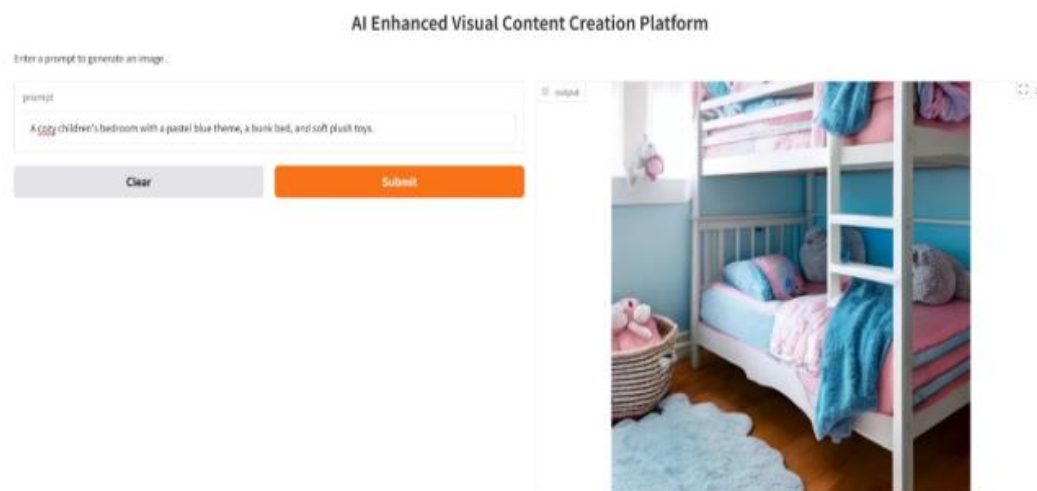 AI Enhanced Visual Content Creation Platform
Enter a prompt to generate an image .
prompt
A cozy children's bedroom with a pastel blue theme, a bunk bed, and soft plush toys.
output
Clear
Submit